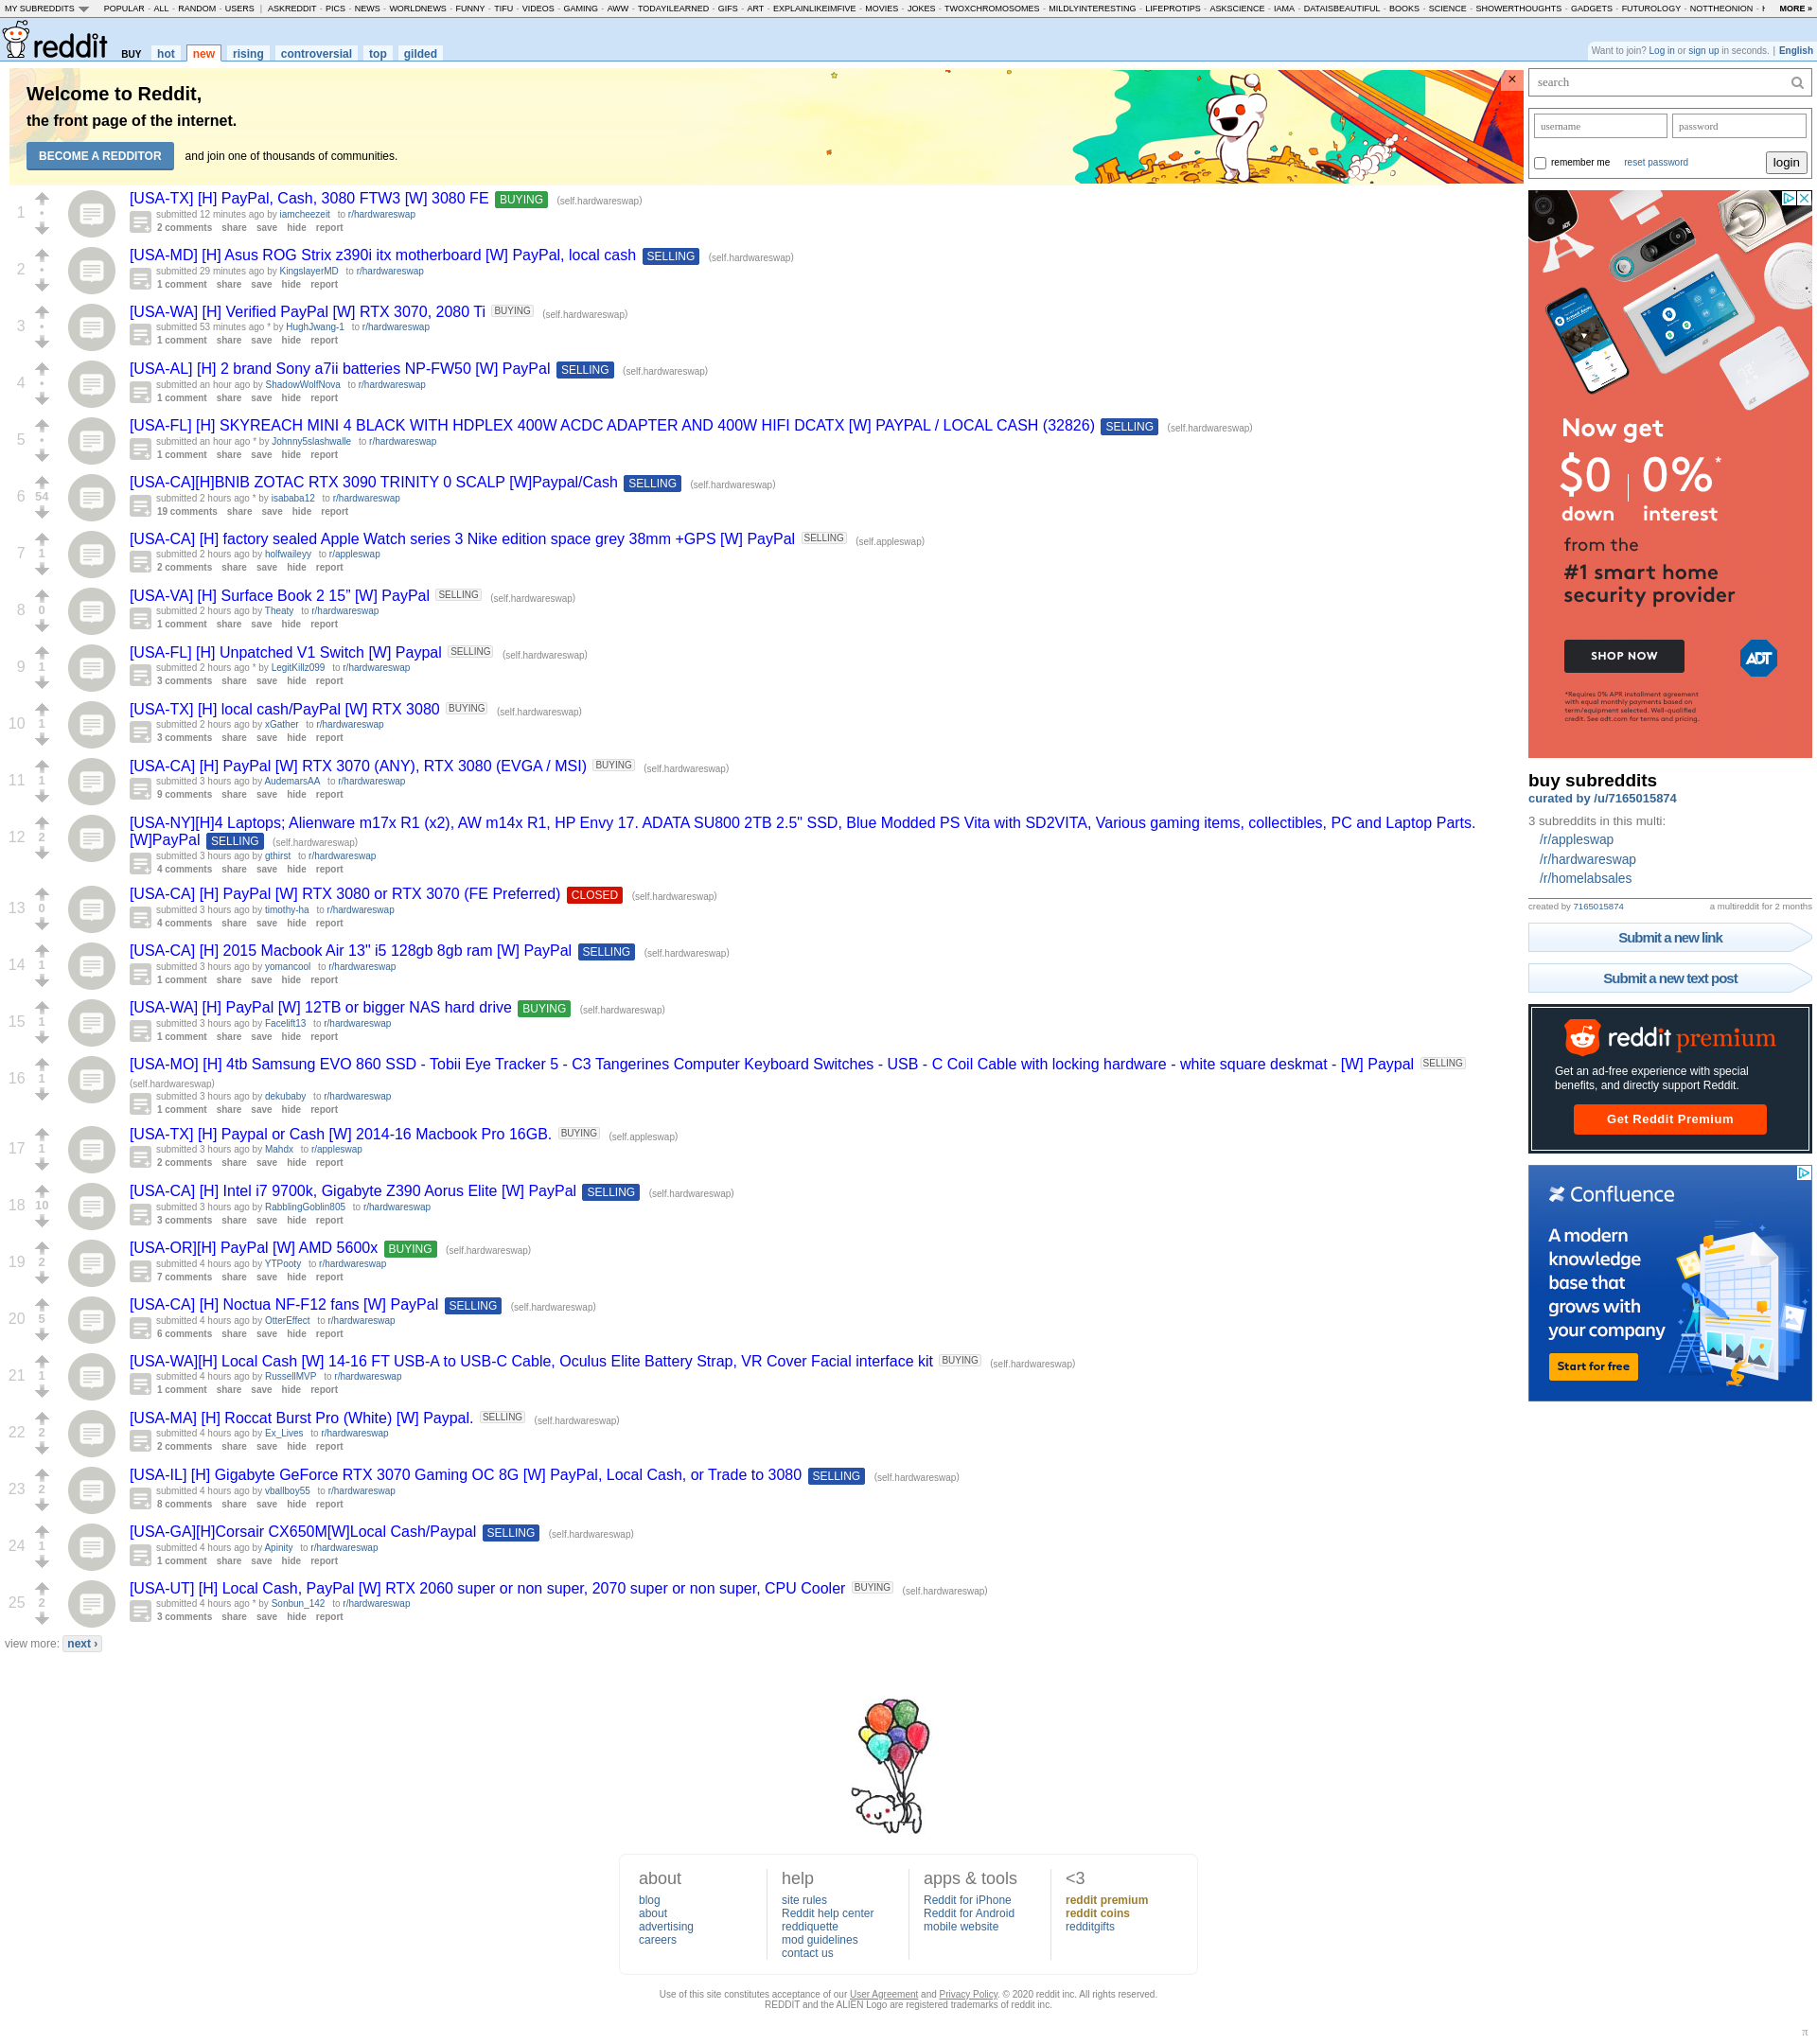 MY SUBREDDITS POPULAR - ALL - RANDOM - USERS | ASKREDDIT - PICS - NEWS - WORLDNEWS - FUNNY - TIFU - VIDEOS - GAMING - AWW - TODAYILEARNED - GIFS - ART - EXPLAINLIKEIMFIVE - MOVIES - JOKES - TWOXCHROMOSOMES - MILDLYINTERESTING - LIFEPROTIPS - ASKSCIENCE - IAMA - DATAISBEAUTIFUL - BOOKS - SCIENCE - SHOWERTHOUGHTS - GADGETS - FUTUROLOGY - NOTTHEONION - MORE »
reddit BUY hot new rising controversial top gilded
Want to join? Log in or sign up in seconds. | English
Welcome to Reddit,
the front page of the internet.
BECOME A REDDITOR and join one of thousands of communities.
×
1
[USA-TX] [H] PayPal, Cash, 3080 FTW3 [W] 3080 FE BUYING (self.hardwareswap)
submitted 12 minutes ago by iamcheezeit to r/hardwareswap
2 comments share save hide report
2
[USA-MD] [H] Asus ROG Strix z390i itx motherboard [W] PayPal, local cash SELLING (self.hardwareswap)
submitted 29 minutes ago by KingslayerMD to r/hardwareswap
1 comment share save hide report
3
[USA-WA] [H] Verified PayPal [W] RTX 3070, 2080 Ti BUYING (self.hardwareswap)
submitted 53 minutes ago * by HughJwang-1 to r/hardwareswap
1 comment share save hide report
4
[USA-AL] [H] 2 brand Sony a7ii batteries NP-FW50 [W] PayPal SELLING (self.hardwareswap)
submitted an hour ago by ShadowWolfNova to r/hardwareswap
1 comment share save hide report
5
[USA-FL] [H] SKYREACH MINI 4 BLACK WITH HDPLEX 400W ACDC ADAPTER AND 400W HIFI DCATX [W] PAYPAL / LOCAL CASH (32826) SELLING (self.hardwareswap)
submitted an hour ago * by Johnny5slashwalle to r/hardwareswap
1 comment share save hide report
6 54
[USA-CA][H]BNIB ZOTAC RTX 3090 TRINITY 0 SCALP [W]Paypal/Cash SELLING (self.hardwareswap)
submitted 2 hours ago * by isababa12 to r/hardwareswap
19 comments share save hide report
7 1
[USA-CA] [H] factory sealed Apple Watch series 3 Nike edition space grey 38mm +GPS [W] PayPal SELLING (self.appleswap)
submitted 2 hours ago by holfwaileyy to r/appleswap
2 comments share save hide report
8 0
[USA-VA] [H] Surface Book 2 15” [W] PayPal SELLING (self.hardwareswap)
submitted 2 hours ago by Theaty to r/hardwareswap
1 comment share save hide report
9 1
[USA-FL] [H] Unpatched V1 Switch [W] Paypal SELLING (self.hardwareswap)
submitted 2 hours ago * by LegitKillz099 to r/hardwareswap
3 comments share save hide report
10 1
[USA-TX] [H] local cash/PayPal [W] RTX 3080 BUYING (self.hardwareswap)
submitted 2 hours ago by xGather to r/hardwareswap
3 comments share save hide report
11 1
[USA-CA] [H] PayPal [W] RTX 3070 (ANY), RTX 3080 (EVGA / MSI) BUYING (self.hardwareswap)
submitted 3 hours ago by AudemarsAA to r/hardwareswap
9 comments share save hide report
12 2
[USA-NY][H]4 Laptops; Alienware m17x R1 (x2), AW m14x R1, HP Envy 17. ADATA SU800 2TB 2.5" SSD, Blue Modded PS Vita with SD2VITA, Various gaming items, collectibles, PC and Laptop Parts.
[W]PayPal SELLING (self.hardwareswap)
submitted 3 hours ago by gthirst to r/hardwareswap
4 comments share save hide report
13 0
[USA-CA] [H] PayPal [W] RTX 3080 or RTX 3070 (FE Preferred) CLOSED (self.hardwareswap)
submitted 3 hours ago by timothy-ha to r/hardwareswap
4 comments share save hide report
14 1
[USA-CA] [H] 2015 Macbook Air 13" i5 128gb 8gb ram [W] PayPal SELLING (self.hardwareswap)
submitted 3 hours ago by yomancool to r/hardwareswap
1 comment share save hide report
15 1
[USA-WA] [H] PayPal [W] 12TB or bigger NAS hard drive BUYING (self.hardwareswap)
submitted 3 hours ago by Facelift13 to r/hardwareswap
1 comment share save hide report
16 1
[USA-MO] [H] 4tb Samsung EVO 860 SSD - Tobii Eye Tracker 5 - C3 Tangerines Computer Keyboard Switches - USB - C Coil Cable with locking hardware - white square deskmat - [W] Paypal SELLING
(self.hardwareswap)
submitted 3 hours ago by dekubaby to r/hardwareswap
1 comment share save hide report
17 1
[USA-TX] [H] Paypal or Cash [W] 2014-16 Macbook Pro 16GB. BUYING (self.appleswap)
submitted 3 hours ago by Mahdx to r/appleswap
2 comments share save hide report
18 10
[USA-CA] [H] Intel i7 9700k, Gigabyte Z390 Aorus Elite [W] PayPal SELLING (self.hardwareswap)
submitted 3 hours ago by RabblingGoblin805 to r/hardwareswap
3 comments share save hide report
19 2
[USA-OR][H] PayPal [W] AMD 5600x BUYING (self.hardwareswap)
submitted 4 hours ago by YTPooty to r/hardwareswap
7 comments share save hide report
20 5
[USA-CA] [H] Noctua NF-F12 fans [W] PayPal SELLING (self.hardwareswap)
submitted 4 hours ago by OtterEffect to r/hardwareswap
6 comments share save hide report
21 1
[USA-WA][H] Local Cash [W] 14-16 FT USB-A to USB-C Cable, Oculus Elite Battery Strap, VR Cover Facial interface kit BUYING (self.hardwareswap)
submitted 4 hours ago by RussellMVP to r/hardwareswap
1 comment share save hide report
22 2
[USA-MA] [H] Roccat Burst Pro (White) [W] Paypal. SELLING (self.hardwareswap)
submitted 4 hours ago by Ex_Lives to r/hardwareswap
2 comments share save hide report
23 2
[USA-IL] [H] Gigabyte GeForce RTX 3070 Gaming OC 8G [W] PayPal, Local Cash, or Trade to 3080 SELLING (self.hardwareswap)
submitted 4 hours ago by vballboy55 to r/hardwareswap
8 comments share save hide report
24 1
[USA-GA][H]Corsair CX650M[W]Local Cash/Paypal SELLING (self.hardwareswap)
submitted 4 hours ago by Apinity to r/hardwareswap
1 comment share save hide report
25 2
[USA-UT] [H] Local Cash, PayPal [W] RTX 2060 super or non super, 2070 super or non super, CPU Cooler BUYING (self.hardwareswap)
submitted 4 hours ago * by Sonbun_142 to r/hardwareswap
3 comments share save hide report
view more: next ›
search
username password
remember me reset password login
Now get
$0 0%*
down interest
from the
#1 smart home
security provider
SHOP NOW ADT
*Requires 0% APR installment agreement
with equal monthly payments based on
term/equipment selected. Well-qualified
credit. See adt.com for terms and pricing.
buy subreddits
curated by /u/7165015874
3 subreddits in this multi:
/r/appleswap
/r/hardwareswap
/r/homelabsales
created by 7165015874 a multireddit for 2 months
Submit a new link
Submit a new text post
reddit premium
Get an ad-free experience with special
benefits, and directly support Reddit.
Get Reddit Premium
Confluence
A modern
knowledge
base that
grows with
your company
Start for free
about
blog
about
advertising
careers
help
site rules
Reddit help center
reddiquette
mod guidelines
contact us
apps & tools
Reddit for iPhone
Reddit for Android
mobile website
<3
reddit premium
reddit coins
redditgifts
Use of this site constitutes acceptance of our User Agreement and Privacy Policy. © 2020 reddit inc. All rights reserved.
REDDIT and the ALIEN Logo are registered trademarks of reddit inc.
π